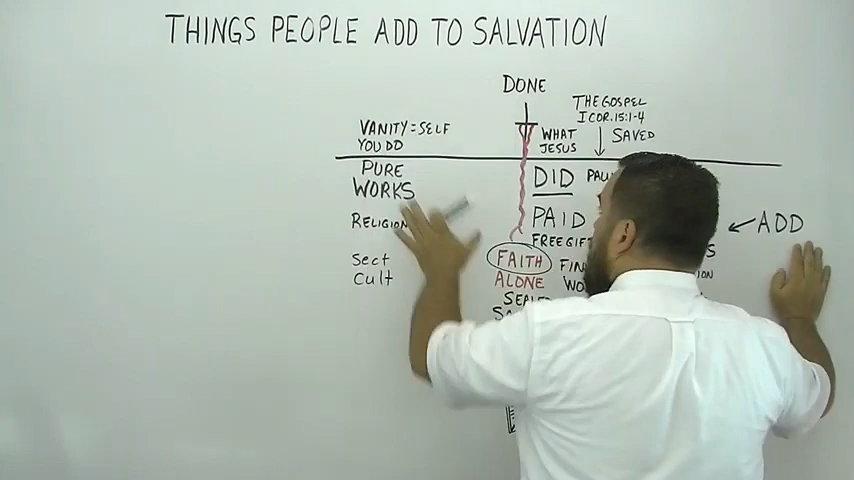 THINGS PEOPLE ADD TO SALVATION
DONE
THE GOSPEL
I COR. 15:1-4
SAVED
VANITY = SELF
YOU DO
WHAT
JESUS
PURE
WORKS
RELIGION
Sect
Cult
DID
PAID
FREE GIFT
FAITH
ALONE
ADD